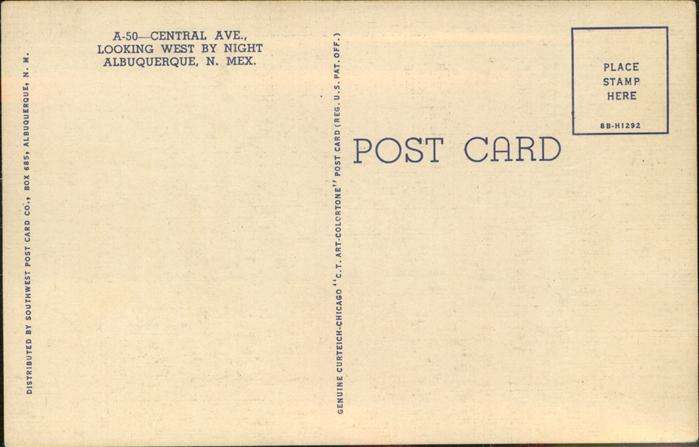 A-50—CENTRAL AVE.,
LOOKING WEST BY NIGHT
ALBUQUERQUE, N. MEX.
DISTRIBUTED BY SOUTHWEST POST CARD CO., BOX 685, ALBUQUERQUE, N. M.
GENUINE CURTEICH-CHICAGO "C. T. ART-COLORTONE" POST CARD (REG. U. S. PAT. OFF.)
POST CARD
PLACE
STAMP
HERE
8B-H1292